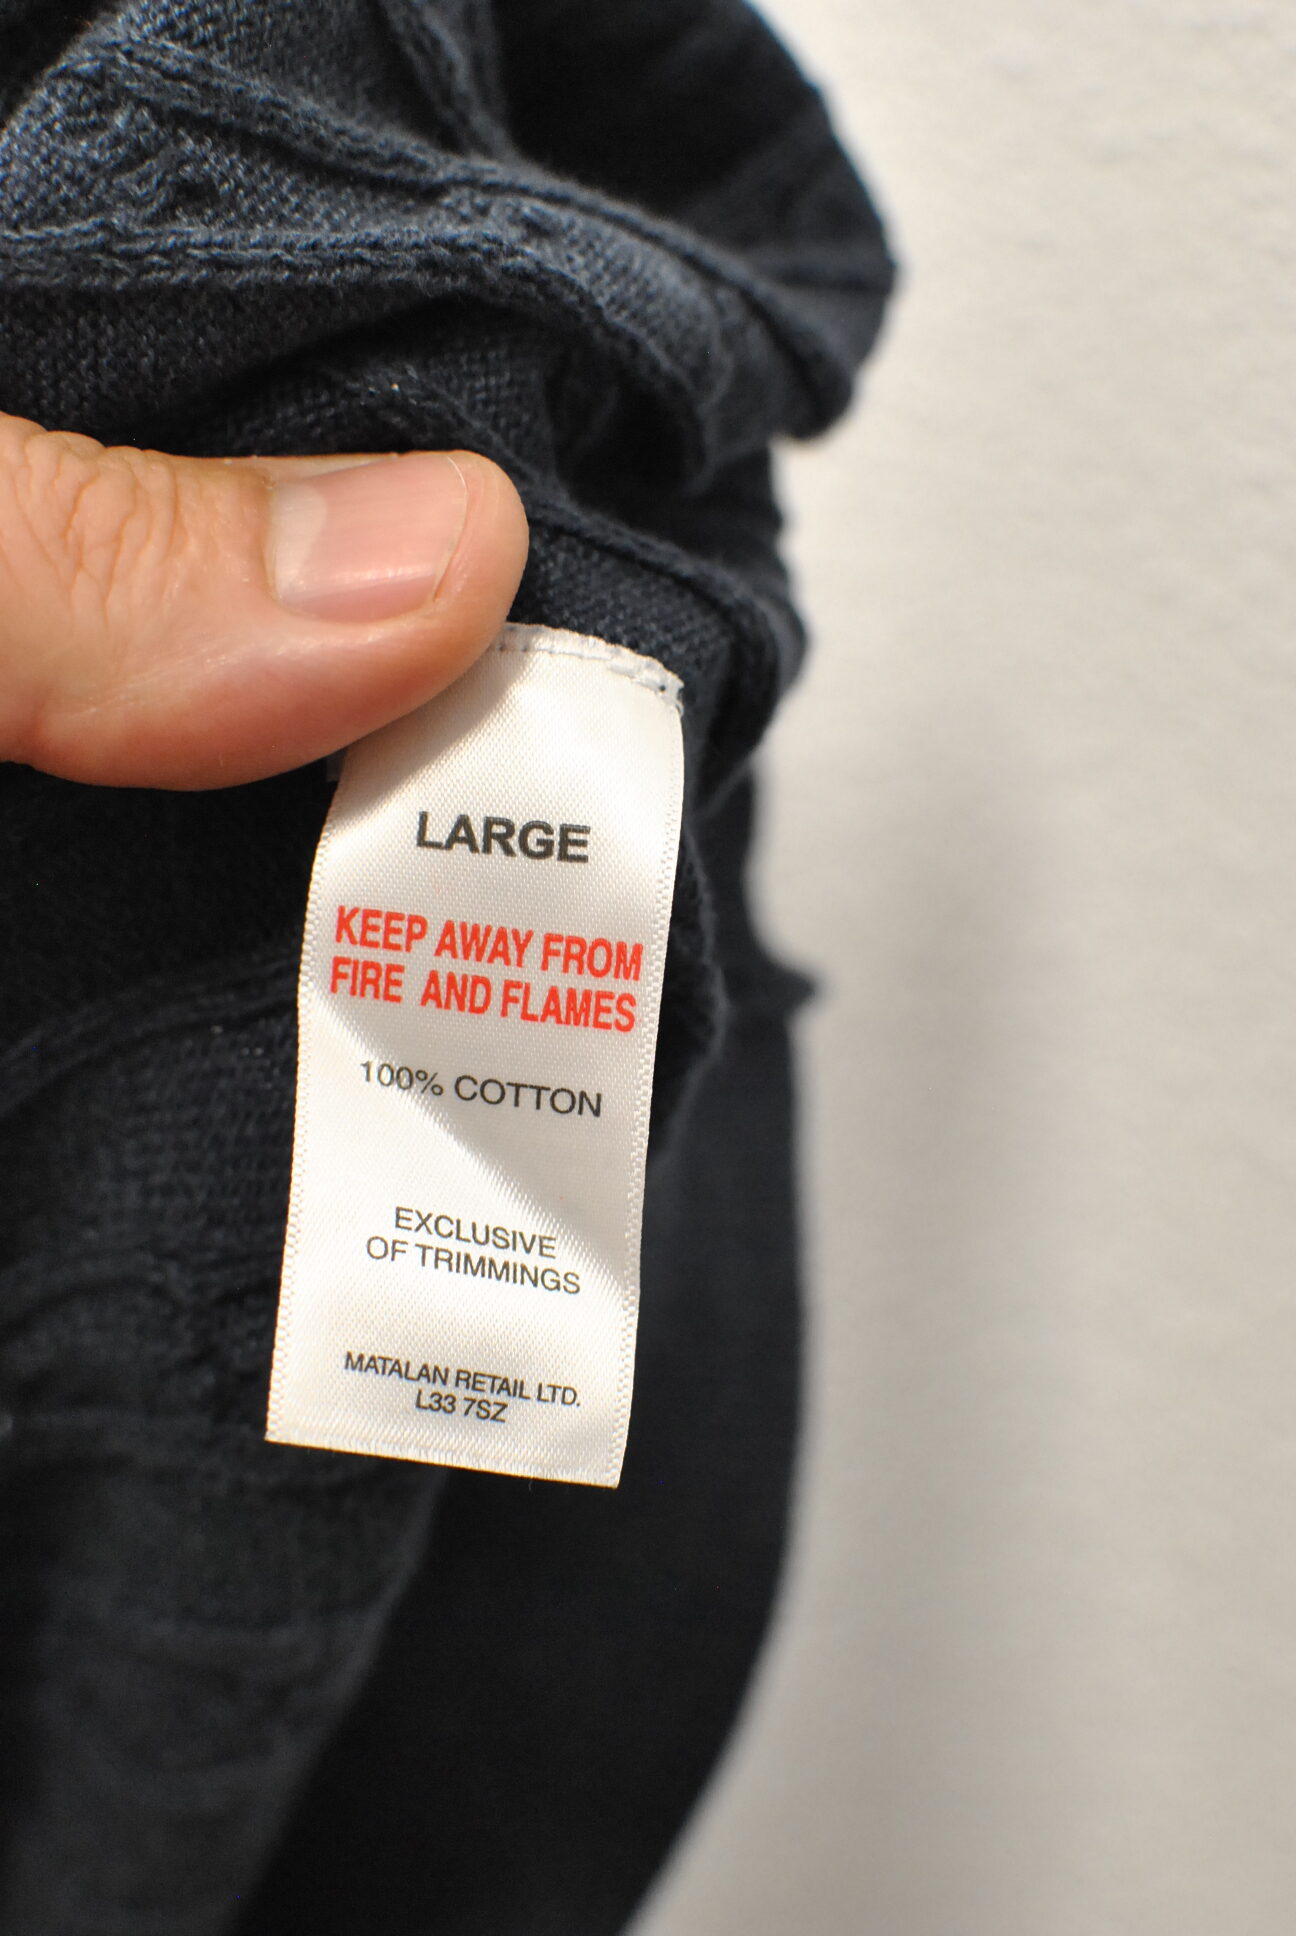 LARGE
KEEP AWAY FROM
FIRE AND FLAMES
100% COTTON
EXCLUSIVE
OF TRIMMINGS
MATALAN RETAIL LTD.
L33 7SZ